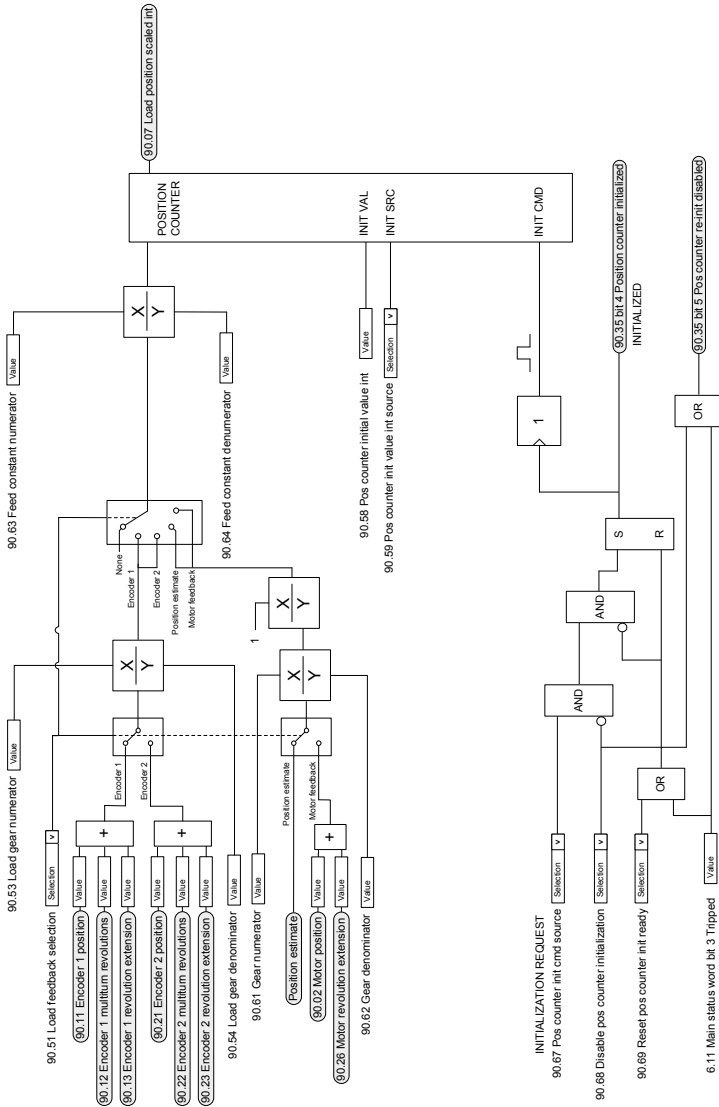 90.63 Feed constant numerator
Value
90.07 Load position scaled int
90.53 Load gear numerator
Value
X
Y
POSITION
COUNTER
90.51 Load feedback selection
Selection
v
None
Encoder 1
Encoder 2
Position estimate
Motor feedback
Value
90.64 Feed constant denumerator
90.11 Encoder 1 position
Value
90.12 Encoder 1 multiturn revolutions
Value
90.13 Encoder 1 revolution extension
Value
+
Encoder 1
Encoder 2
X
Y
90.21 Encoder 2 position
Value
90.22 Encoder 2 multiturn revolutions
Value
90.23 Encoder 2 revolution extension
Value
+
90.54 Load gear denominator
Value
90.61 Gear numerator
Value
1
X
Y
X
Y
Position estimate
Position estimate
Motor feedback
90.02 Motor position
Value
90.26 Motor revolution extension
Value
+
90.62 Gear denominator
Value
90.58 Pos counter initial value int
Value
INIT VAL
90.59 Pos counter init value int source
Selection
v
INIT SRC
INIT CMD
1
INITIALIZATION REQUEST
90.67 Pos counter init cmd source
Selection
v
AND
AND
S
R
90.35 bit 4 Position counter initialized
INITIALIZED
90.68 Disable pos counter initialization
Selection
v
90.69 Reset pos counter init ready
Selection
v
OR
OR
90.35 bit 5 Pos counter re-init disabled
6.11 Main status word bit 3 Tripped
Value